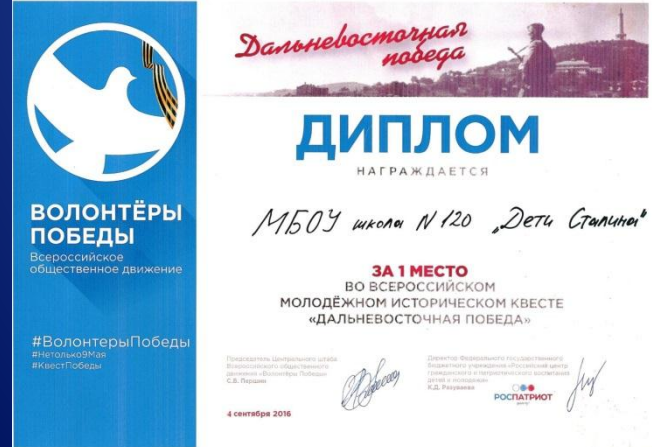 ВОЛОНТЁРЫ
ПОБЕДЫ
Всероссийское
общественное движение
#ВолонтерыПобеды
#Нетолько9Мая
#КвестПобеды
Дальневосточная
победа
ДИПЛОМ
НАГРАЖДАЕТСЯ
МБОУ школа N 120 „Дети Сталина"
ЗА 1 МЕСТО
ВО ВСЕРОССИЙСКОМ
МОЛОДЁЖНОМ ИСТОРИЧЕСКОМ КВЕСТЕ
«ДАЛЬНЕВОСТОЧНАЯ ПОБЕДА»
Председатель Центрального штаба
Всероссийского общественного
движения «Волонтеры Победы»
С.В. Першин
4 сентября 2016
Директор Федерального государственного
бюджетного учреждения «Российский центр
гражданского и патриотического воспитания
детей и молодежи»
К.Д. Разуваева
РОСПАТРИОТ